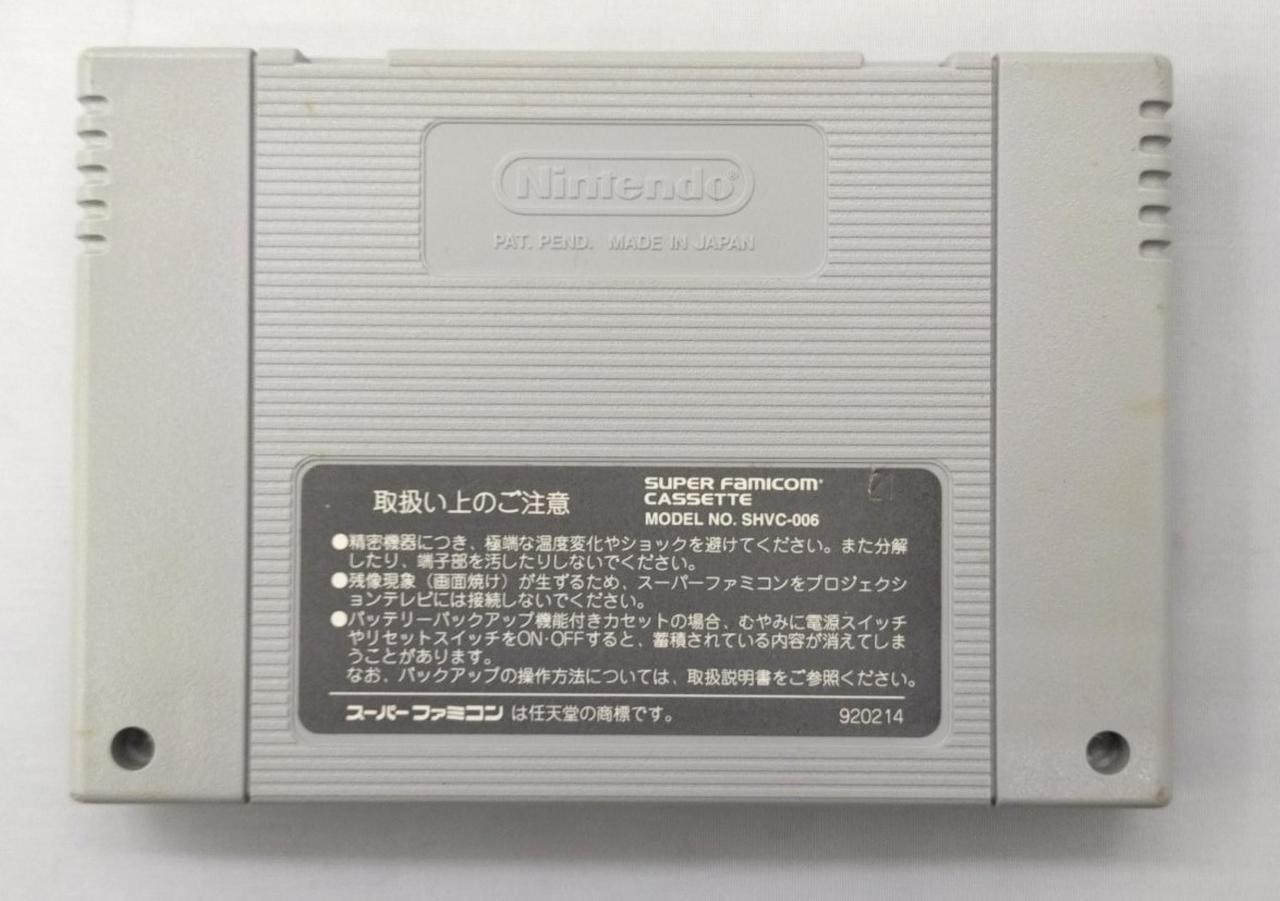 Nintendo®
PAT. PEND. MADE IN JAPAN
取扱い上のご注意
SUPER FAMICOM
CASSETTE
MODEL NO. SHVC-006
●精密機器につき、極端な温度変化やショックを避けてください。また分解
したり、端子部を汚したりしないでください。
●残像現象（画面焼け）が生ずるため、スーパーファミコンをプロジェクシ
ョンテレビには接続しないでください。
●バッテリーバックアップ機能付きカセットの場合、むやみに電源スイッチ
やリセットスイッチをON·OFFすると、蓄積されている内容が消えてしま
うことがあります。
なお、バックアップの操作方法については、取扱説明書をご参照ください。
スーパーファミコン は任天堂の商標です。
920214